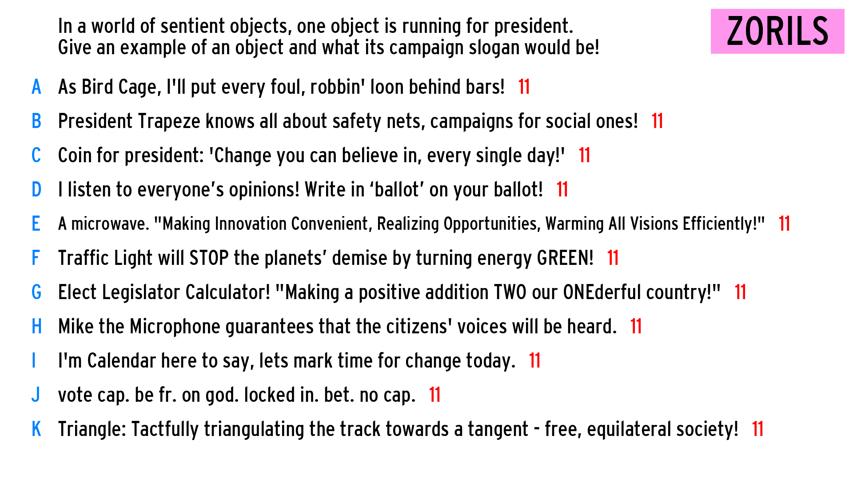 In a world of sentient objects, one object is running for president.
Give an example of an object and what its campaign slogan would be!
ZORILS
A As Bird Cage, I'll put every foul, robbin' loon behind bars! 11
B President Trapeze knows all about safety nets, campaigns for social ones! 11
C Coin for president: 'Change you can believe in, every single day!' 11
D I listen to everyone’s opinions! Write in ‘ballot’ on your ballot! 11
E A microwave. "Making Innovation Convenient, Realizing Opportunities, Warming All Visions Efficiently!" 11
F Traffic Light will STOP the planets’ demise by turning energy GREEN! 11
G Elect Legislator Calculator! "Making a positive addition TWO our ONEderful country!" 11
H Mike the Microphone guarantees that the citizens' voices will be heard. 11
I I'm Calendar here to say, lets mark time for change today. 11
J vote cap. be fr. on god. locked in. bet. no cap. 11
K Triangle: Tactfully triangulating the track towards a tangent - free, equilateral society! 11